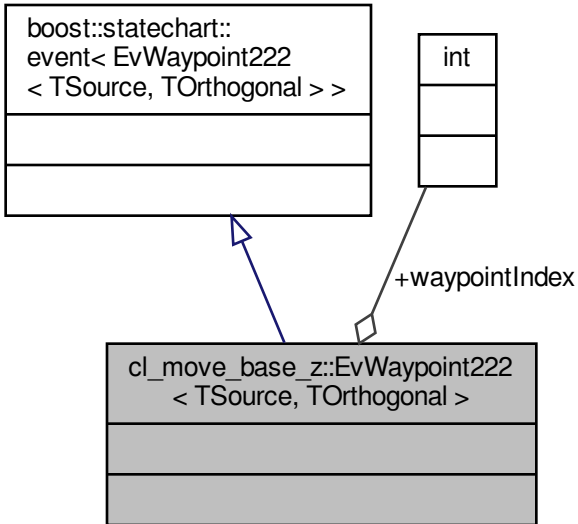 boost::statechart::
event< EvWaypoint222
< TSource, TOrthogonal > >
int
+waypointIndex
cl_move_base_z::EvWaypoint222
< TSource, TOrthogonal >